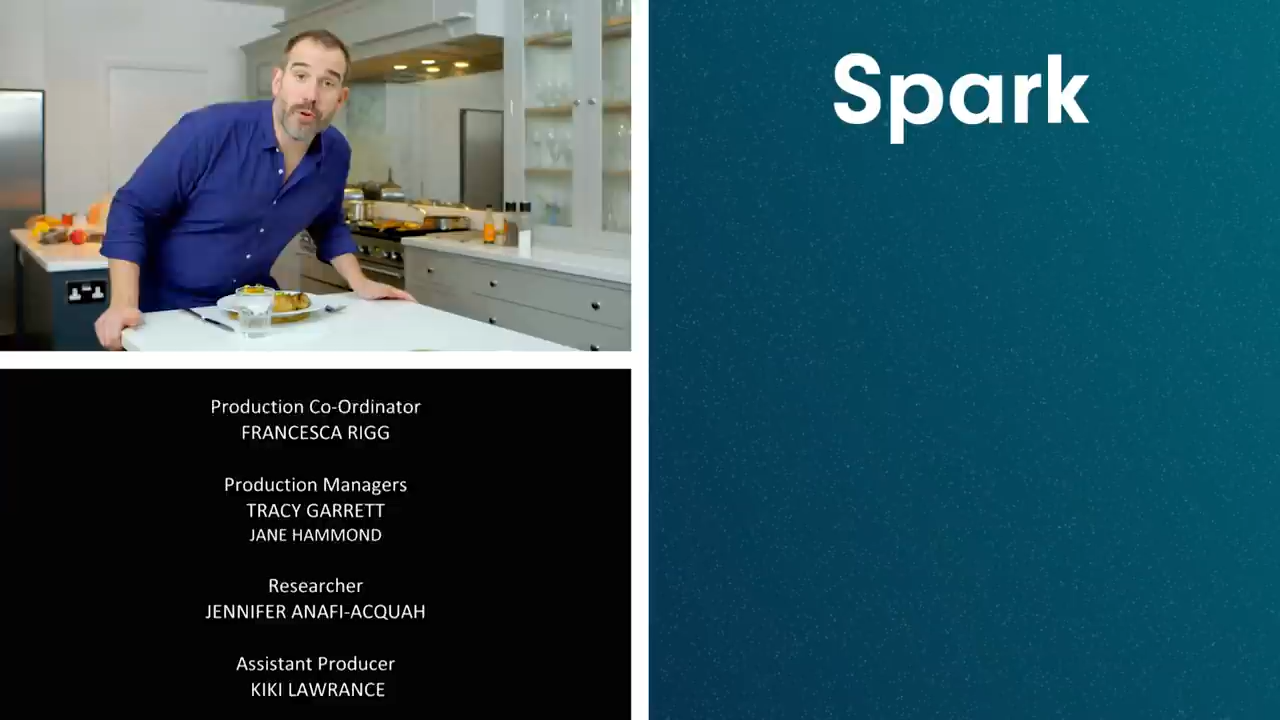 Spark
Production Co-Ordinator
FRANCESCA RIGG
Production Managers
TRACY GARRETT
JANE HAMMOND
Researcher
JENNIFER ANAFI-ACQUAH
Assistant Producer
KIKI LAWRANCE